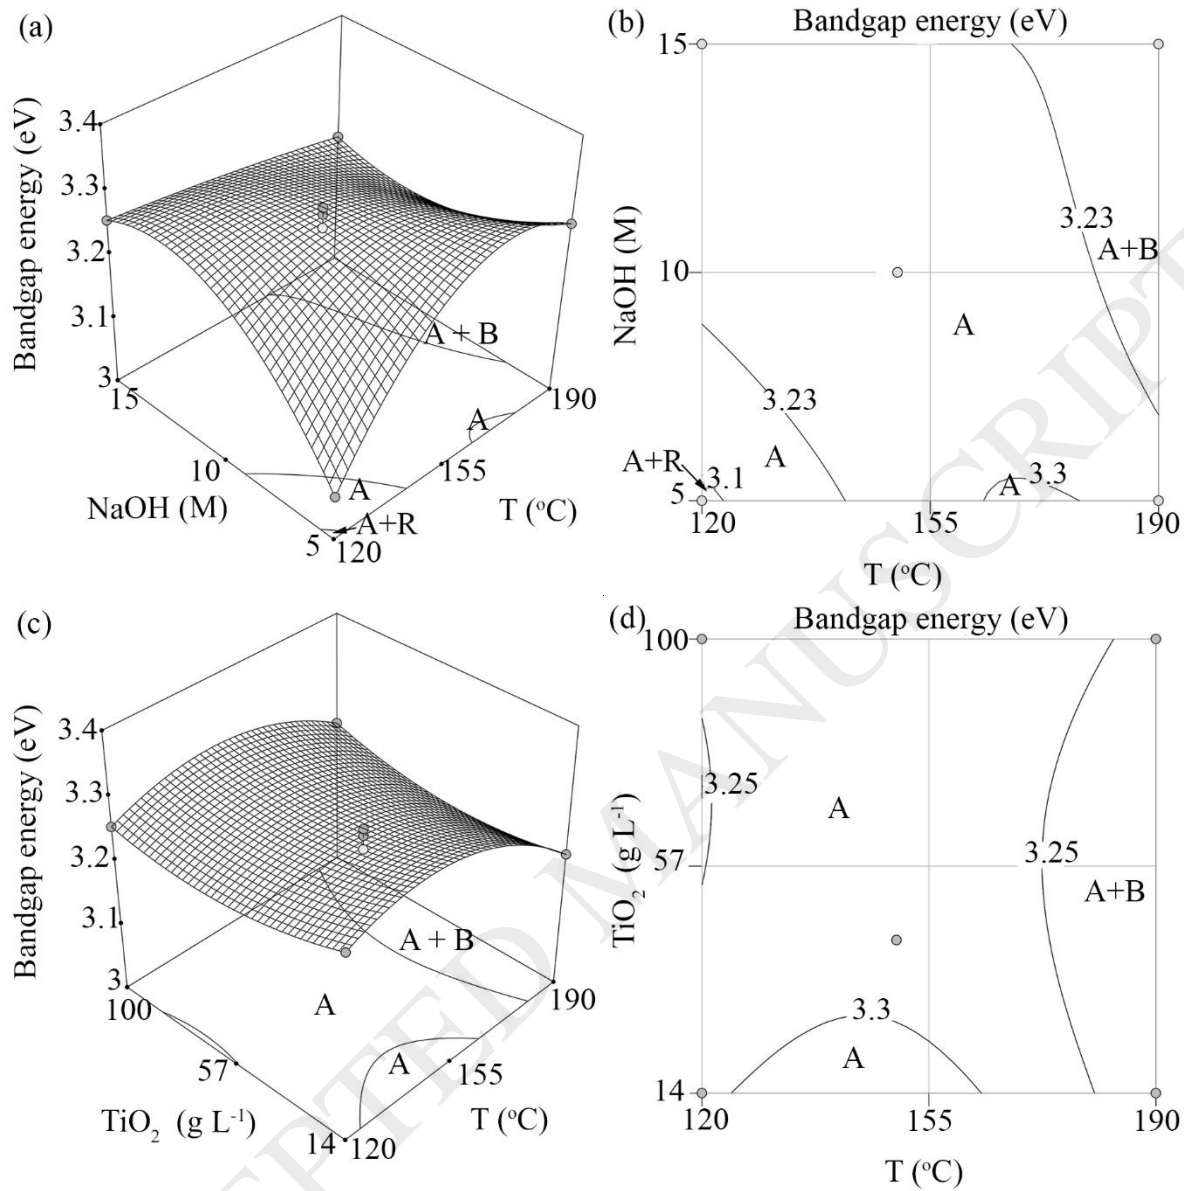 (a)
Bandgap energy (eV)
3.4
3.3
3.2
3.1
3
15
10
5
NaOH (M)
120
155
190
T (°C)
A + B
A
A
A+R
(b)
Bandgap energy (eV)
15
10
5
NaOH (M)
3.23
A+B
A
3.23
A
A+R
3.1
A
3.3
120
155
190
T (°C)
(c)
Bandgap energy (eV)
3.4
3.3
3.2
3.1
3
100
57
14
TiO₂ (g L⁻¹)
120
155
190
T (°C)
A + B
A
A
(d)
Bandgap energy (eV)
100
57
14
TiO₂ (g L⁻¹)
3.25
A
3.25
A+B
3.3
A
120
155
190
T (°C)
EPTED MANUSCRIPT